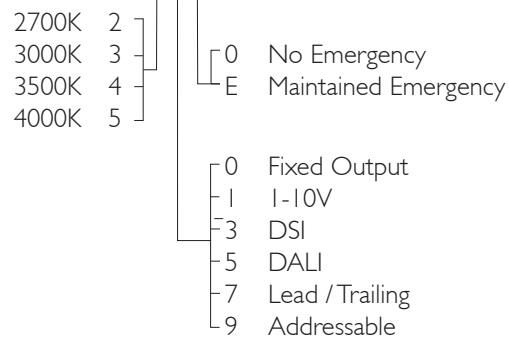 2700K 2
3000K 3
3500K 4
4000K 5
0 No Emergency
E Maintained Emergency
0 Fixed Output
1 1-10V
3 DSI
5 DALI
7 Lead / Trailing
9 Addressable